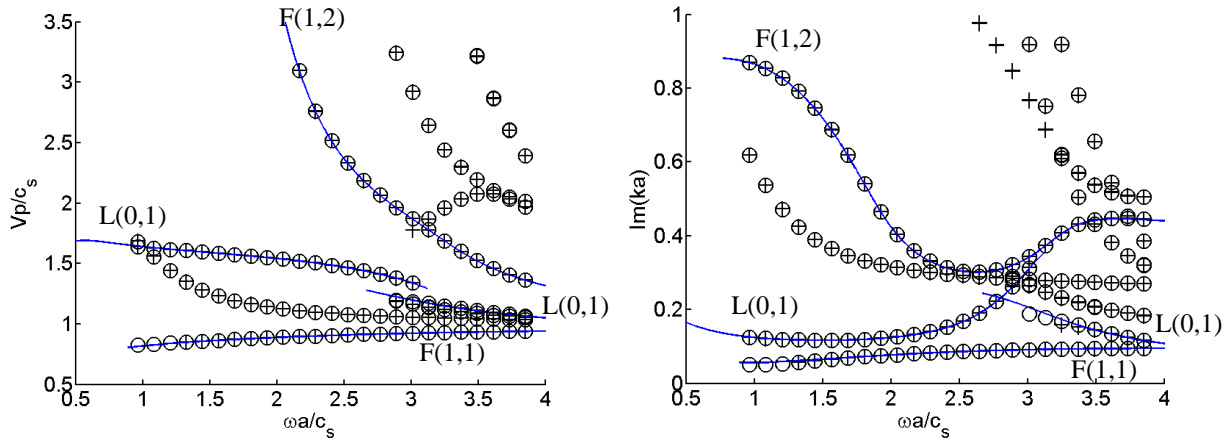 3.5
3
2.5
2
1.5
1
0.5
Vp/cs
0.5 1 1.5 2 2.5 3 3.5 4
ωa/cs
F(1,2)
L(0,1)
L(0,1)
F(1,1)
1
0.8
0.6
0.4
0.2
0
Im(ka)
0.5 1 1.5 2 2.5 3 3.5 4
ωa/cs
F(1,2)
L(0,1)
L(0,1)
F(1,1)